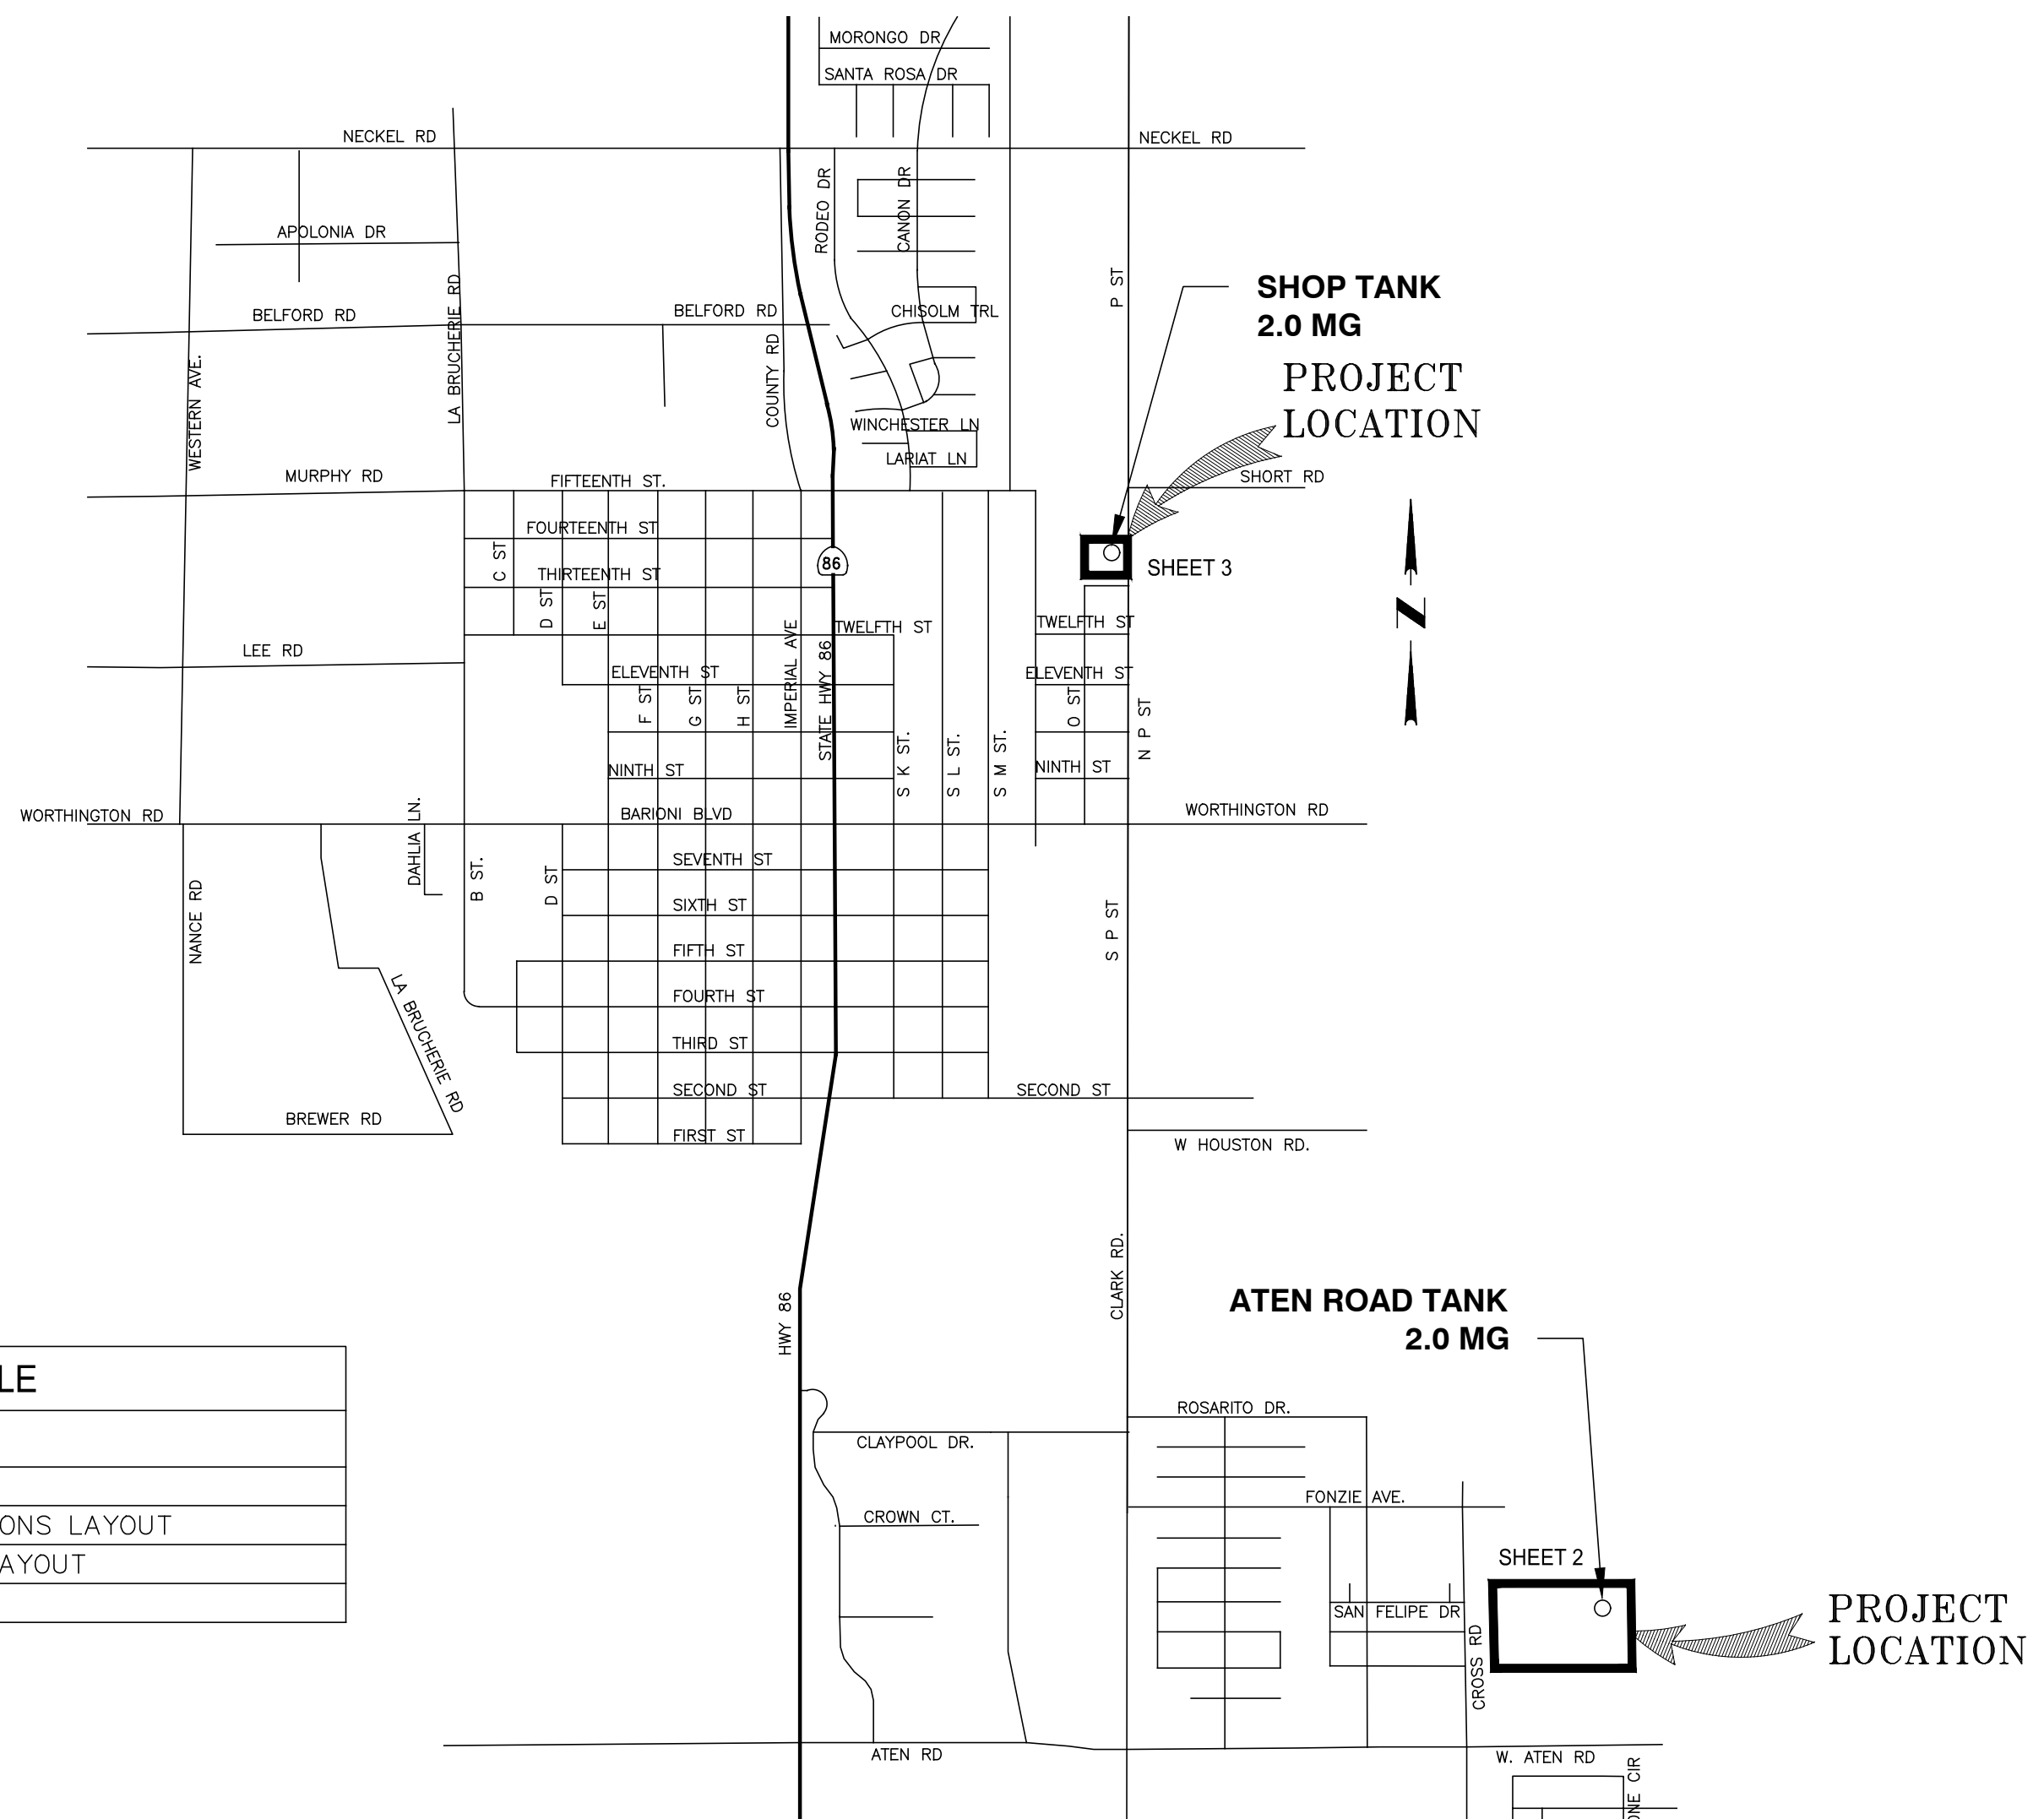 MORONGO DR
SANTA ROSA DR
NECKEL RD
NECKEL RD
RODEO DR
CANON DR
APOLONIA DR
P ST
SHOP TANK
2.0 MG
LA BRUCHERIE RD
BELFORD RD
BELFORD RD
CHISOLM TRL
COUNTY RD
WESTERN AVE.
PROJECT
LOCATION
WINCHESTER LN
LARIAT LN
MURPHY RD
FIFTEENTH ST.
SHORT RD
FOURTEENTH ST
C ST
THIRTEENTH ST
86
SHEET 3
D ST
E ST
N
TWELFTH ST
TWELFTH ST
IMPERIAL AVE
STATE HWY 86
LEE RD
ELEVENTH ST
ELEVENTH ST
F ST
G ST
H ST
O ST
N P ST
S K ST.
S L ST.
S M ST.
NINTH ST
NINTH ST
WORTHINGTON RD
BARIONI BLVD
WORTHINGTON RD
DAHLIA LN.
B ST.
D ST
SEVENTH ST
NANCE RD
SIXTH ST
S P ST
FIFTH ST
LA BRUCHERIE RD
FOURTH ST
THIRD ST
SECOND ST
SECOND ST
BREWER RD
FIRST ST
W HOUSTON RD.
CLARK RD.
HWY 86
ATEN ROAD TANK
2.0 MG
LE
ROSARITO DR.
CLAYPOOL DR.
FONZIE AVE.
CROWN CT.
ONS LAYOUT
AYOUT
SHEET 2
SAN FELIPE DR
CROSS RD
PROJECT
LOCATION
ATEN RD
W. ATEN RD
ONE CIR